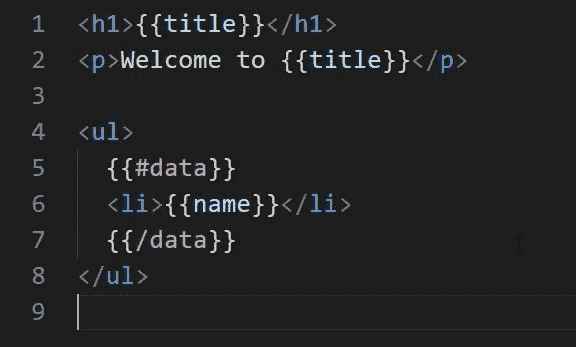 1 <h1>{{title}}</h1>
2 <p>Welcome to {{title}}</p>
3
4 <ul>
5   {{#data}}
6   <li>{{name}}</li>
7   {{/data}}
8 </ul>
9